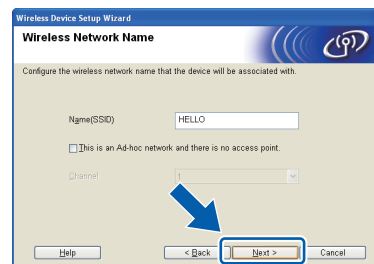 Wireless Device Setup Wizard
Wireless Network Name
Configure the wireless network name that the device will be associated with.
Name(SSID) HELLO
This is an Ad-hoc network and there is no access point.
Channel 1
Help < Back Next > Cancel